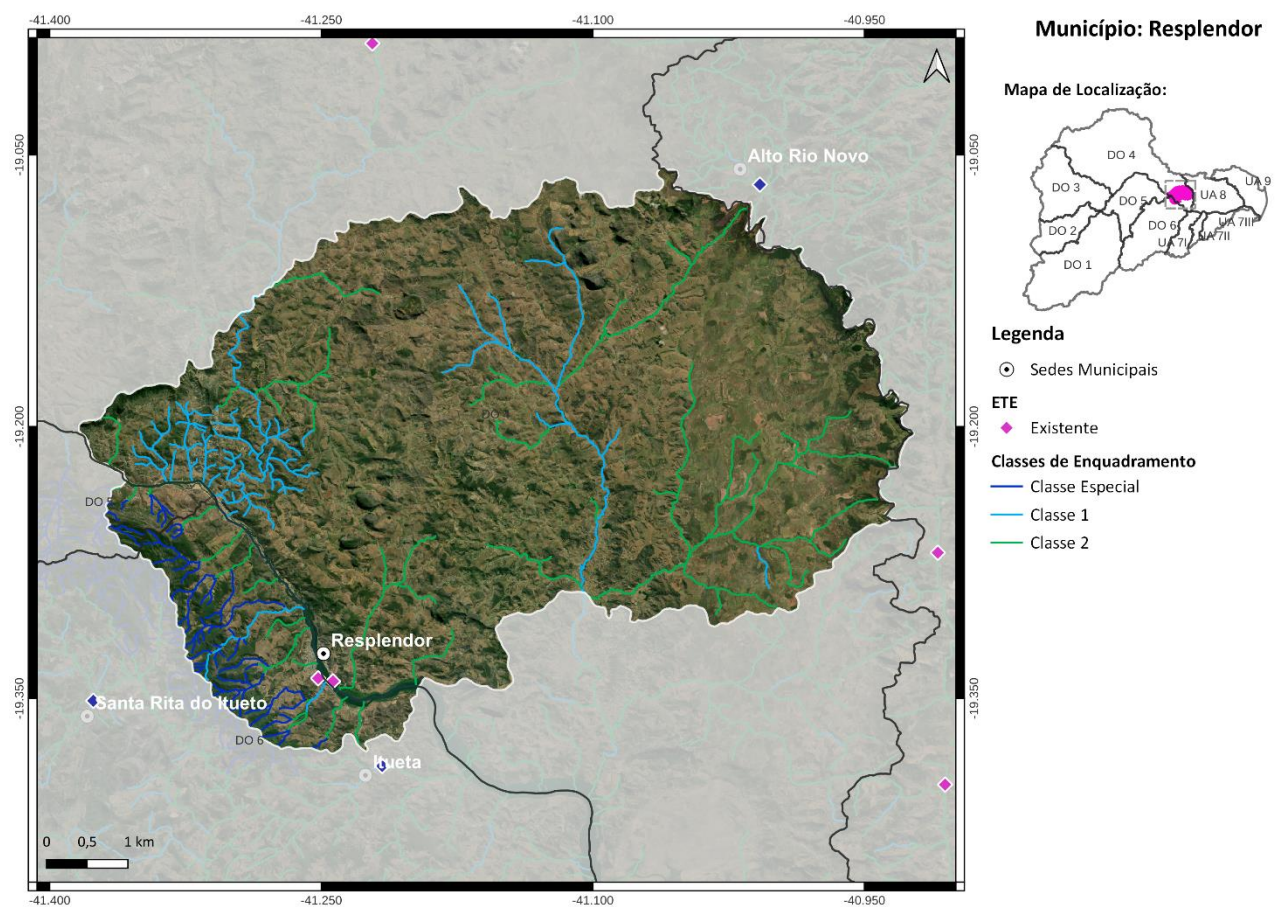 -41.400
-41.250
-41.100
-40.950
Município: Resplendor
Mapa de Localização:
DO 4
DO 3
DO 5
UA 8
UA 9
DO 2
DO 6
UA 7III
UA 7II
UA 7I
DO 1
-19.050
-19.050
Alto Rio Novo
Legenda
Sedes Municipais
ETE
Existente
Classes de Enquadramento
Classe Especial
Classe 1
Classe 2
-19.200
-19.200
DO 5
Resplendor
-19.350
-19.350
Santa Rita do Itueto
DO 6
Itueta
0 0,5 1 km
-41.400
-41.250
-41.100
-40.950